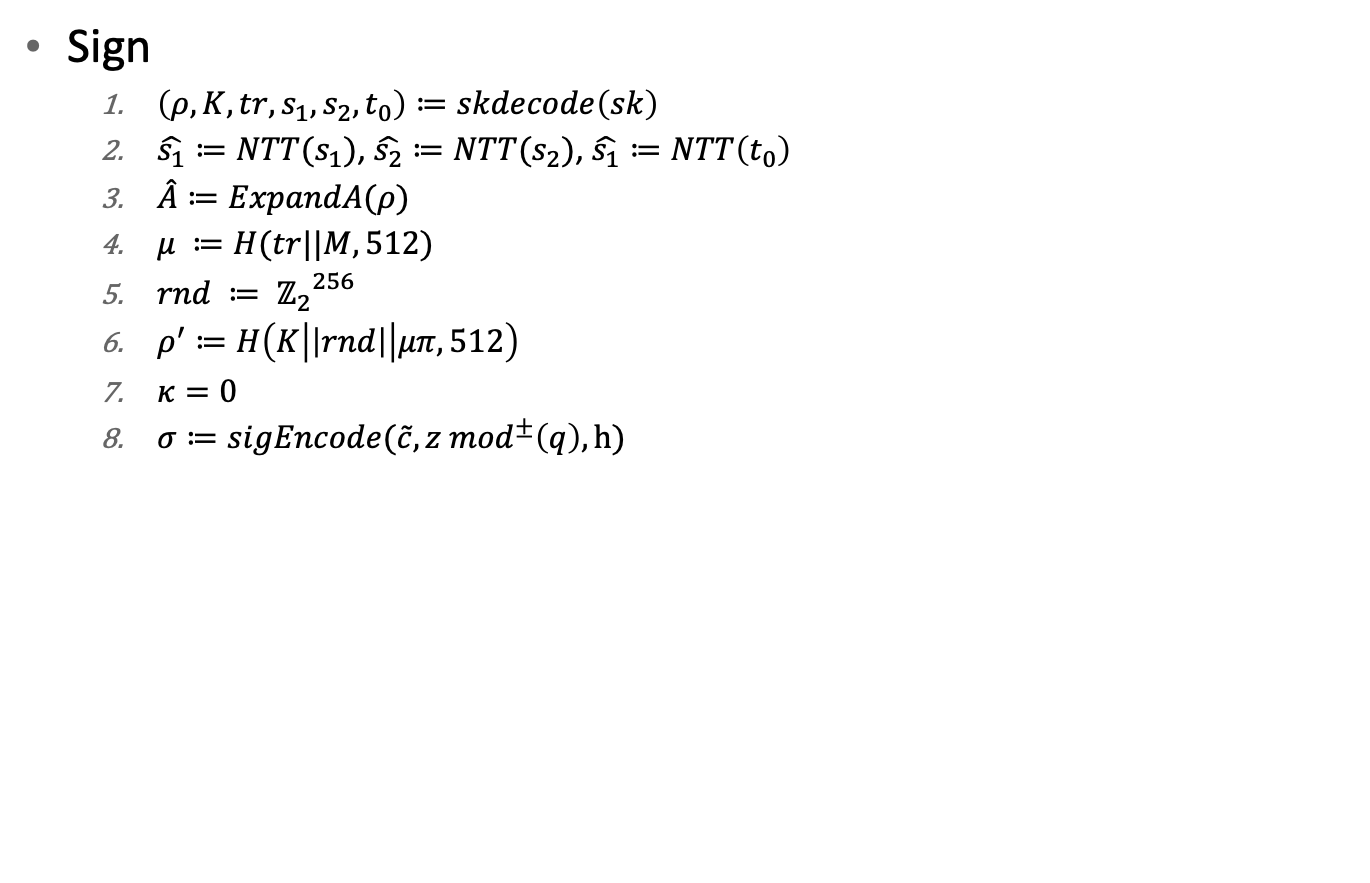 • Sign
1. (ρ, K, tr, s₁, s₂, t₀) ≔ skdecode(sk)
2. ŝ₁ ≔ NTT(s₁), ŝ₂ ≔ NTT(s₂), ŝ₁ ≔ NTT(t₀)
3. Â ≔ ExpandA(ρ)
4. μ ≔ H(tr||M, 512)
5. rnd ≔ ℤ₂²⁵⁶
6. ρ′ ≔ H(K||rnd||μπ, 512)
7. κ = 0
8. σ ≔ sigEncode(c̃, z mod±(q), h)